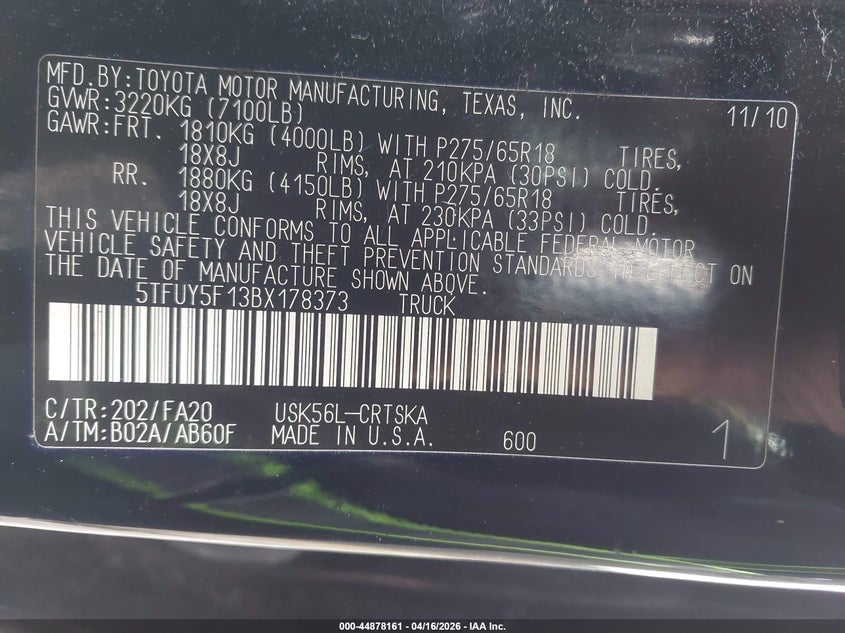 MFD.BY:TOYOTA MOTOR MANUFACTURING, TEXAS, INC. 11/10
GVWR:3220KG (7100LB)
GAWR:FRT. 1810KG (4000LB) WITH P275/65R18 TIRES,
18X8J RIMS, AT 210KPA (30PSI) COLD.
RR. 1880KG (4150LB) WITH P275/65R18 TIRES,
18X8J RIMS, AT 230KPA (33PSI) COLD.
THIS VEHICLE CONFORMS TO ALL APPLICABLE FEDERAL MOTOR
VEHICLE SAFETY AND THEFT PREVENTION STANDARDS IN EFFECT ON
THE DATE OF MANUFACTURE SHOWN ABOVE.
5TFUY5F13BX178373 TRUCK
C/TR:202/FA20 USK56L-CRTSKA
A/TM:B02A/AB60F MADE IN U.S.A. 600 1
000-44878161 - 04/16/2026 - IAA Inc.